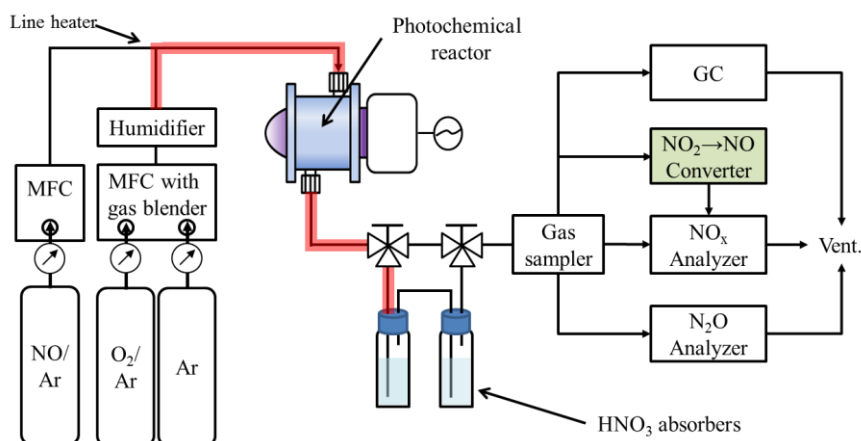 Line heater
Photochemical
reactor
GC
Humidifier
NO₂→NO
Converter
MFC
MFC with
gas blender
Gas
sampler
NOₓ
Analyzer
Vent.
NO/
Ar
O₂/
Ar
Ar
N₂O
Analyzer
HNO₃ absorbers